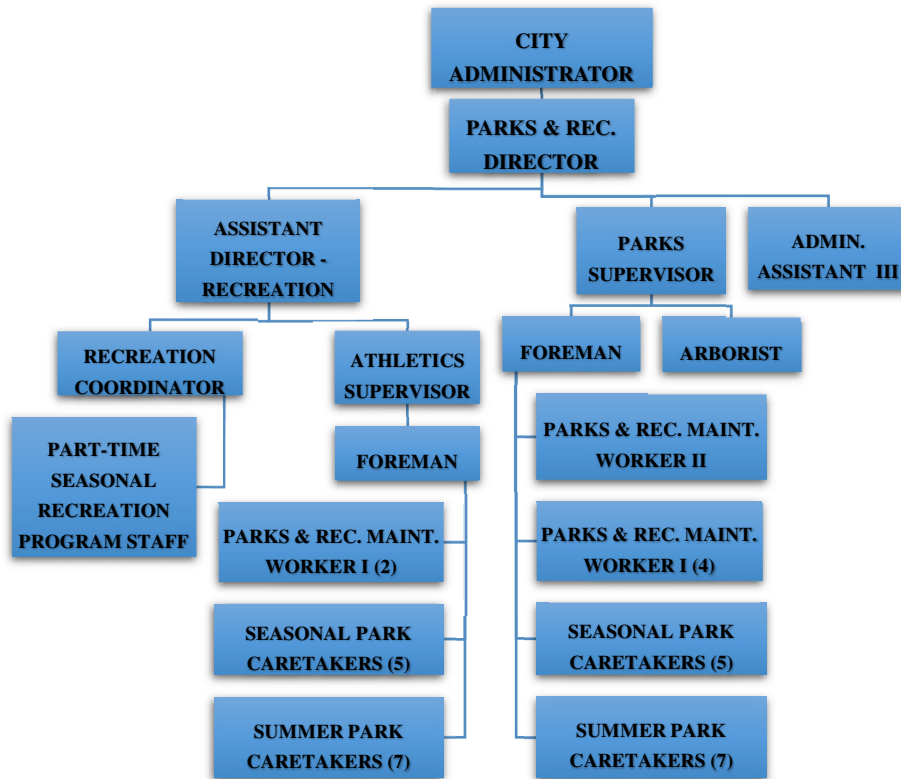 CITY
ADMINISTRATOR
PARKS & REC.
DIRECTOR
ASSISTANT
DIRECTOR -
RECREATION
PARKS
SUPERVISOR
ADMIN.
ASSISTANT III
RECREATION
COORDINATOR
ATHLETICS
SUPERVISOR
FOREMAN
ARBORIST
PART-TIME
SEASONAL
RECREATION
PROGRAM STAFF
FOREMAN
PARKS & REC. MAINT.
WORKER II
PARKS & REC. MAINT.
WORKER I (2)
PARKS & REC. MAINT.
WORKER I (4)
SEASONAL PARK
CARETAKERS (5)
SEASONAL PARK
CARETAKERS (5)
SUMMER PARK
CARETAKERS (7)
SUMMER PARK
CARETAKERS (7)